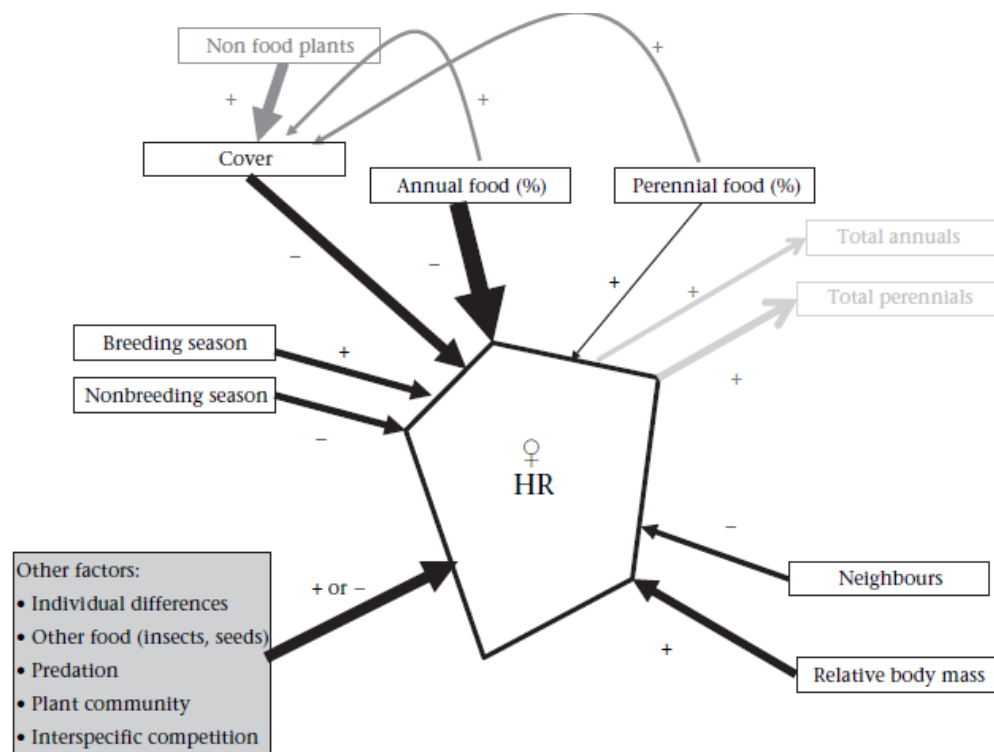 Non food plants
+
+
+
Cover
Annual food (%)
Perennial food (%)
Total annuals
−
−
+
+
Total perennials
Breeding season
+
+
Nonbreeding season
−
♀
HR
−
Other factors:
• Individual differences
• Other food (insects, seeds)
• Predation
• Plant community
• Interspecific competition
+ or −
Neighbours
+
Relative body mass